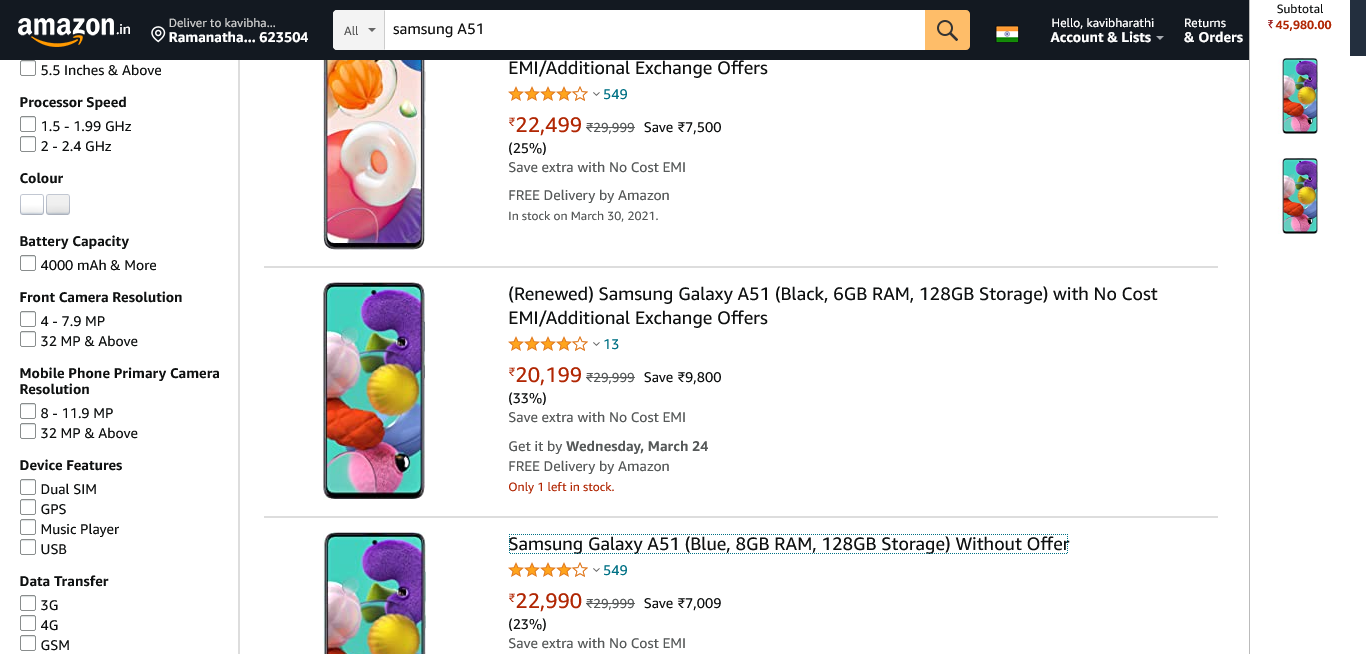 amazon.in
Deliver to kavibha...
Ramanatha... 623504
All
samsung A51
Hello, kavibharathi
Account & Lists
Returns
& Orders
Subtotal
₹45,980.00
5.5 Inches & Above
Processor Speed
1.5 - 1.99 GHz
2 - 2.4 GHz
Colour
Battery Capacity
4000 mAh & More
Front Camera Resolution
4 - 7.9 MP
32 MP & Above
Mobile Phone Primary Camera
Resolution
8 - 11.9 MP
32 MP & Above
Device Features
Dual SIM
GPS
Music Player
USB
Data Transfer
3G
4G
GSM
EMI/Additional Exchange Offers
549
₹22,499 ₹29,999 Save ₹7,500
(25%)
Save extra with No Cost EMI
FREE Delivery by Amazon
In stock on March 30, 2021.
(Renewed) Samsung Galaxy A51 (Black, 6GB RAM, 128GB Storage) with No Cost
EMI/Additional Exchange Offers
13
₹20,199 ₹29,999 Save ₹9,800
(33%)
Save extra with No Cost EMI
Get it by Wednesday, March 24
FREE Delivery by Amazon
Only 1 left in stock.
Samsung Galaxy A51 (Blue, 8GB RAM, 128GB Storage) Without Offer
549
₹22,990 ₹29,999 Save ₹7,009
(23%)
Save extra with No Cost EMI